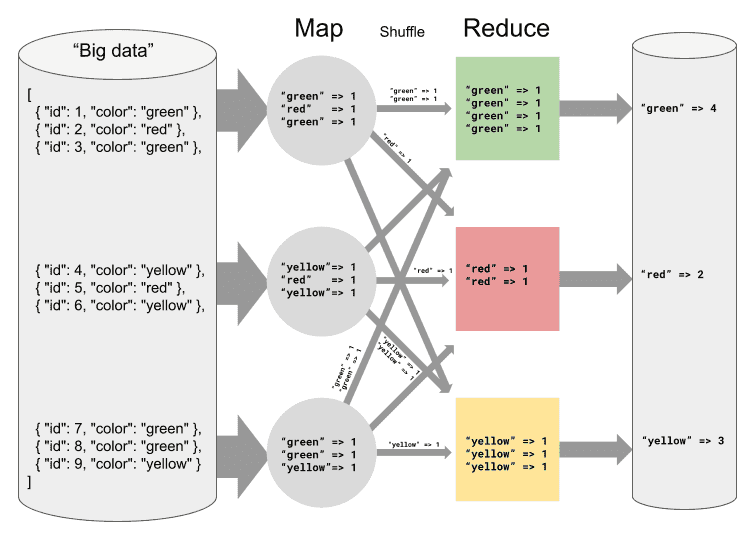 Map
Shuffle
Reduce
“Big data”
[
{ "id": 1, "color": "green" },
{ "id": 2, "color": "red" },
{ "id": 3, "color": "green" },
“green” => 1
“red” => 1
“green” => 1
"green" => 1
"green" => 1
"red" => 1
“green” => 1
“green” => 1
“green” => 1
“green” => 1
“green” => 4
{ "id": 4, "color": "yellow" },
{ "id": 5, "color": "red" },
{ "id": 6, "color": "yellow" },
“yellow”=> 1
“red” => 1
“yellow”=> 1
"red" => 1
“red” => 1
“red” => 1
“red” => 2
"green" => 1
"green" => 1
"yellow" => 1
"yellow" => 1
{ "id": 7, "color": "green" },
{ "id": 8, "color": "green" },
{ "id": 9, "color": "yellow" }
]
“green” => 1
“green” => 1
“yellow”=> 1
"yellow" => 1
“yellow” => 1
“yellow” => 1
“yellow” => 1
“yellow” => 3